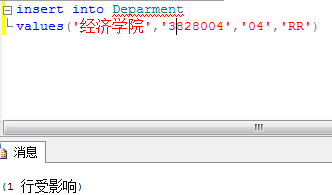 insert into Deparment
values('经济学院','3828004','04','RR')
消息
(1 行受影响)